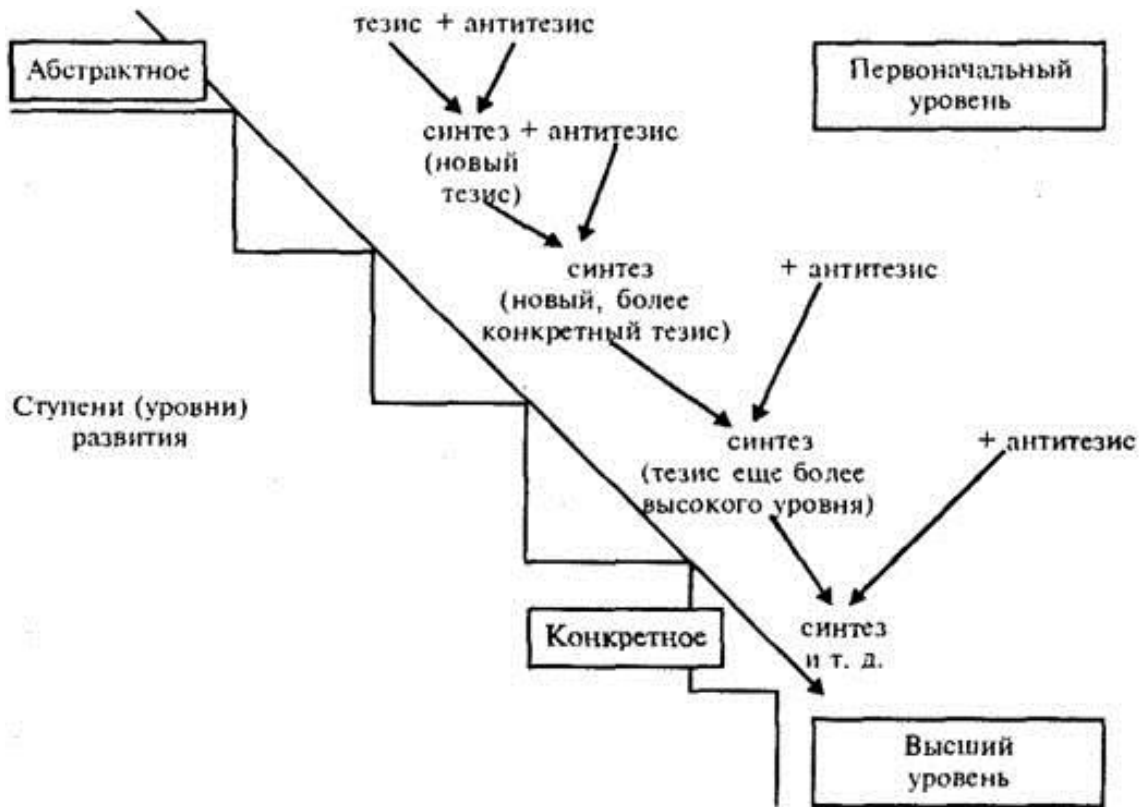 тезис + антитезис
Абстрактное
Первоначальный
уровень
синтез + антитезис
(новый
тезис)
синтез
(новый, более
конкретный тезис)
+ антитезис
Ступени (уровни)
развития
синтез
(тезис еще более
высокого уровня)
+ антитезис
Конкретное
синтез
и т. д.
Высший
уровень